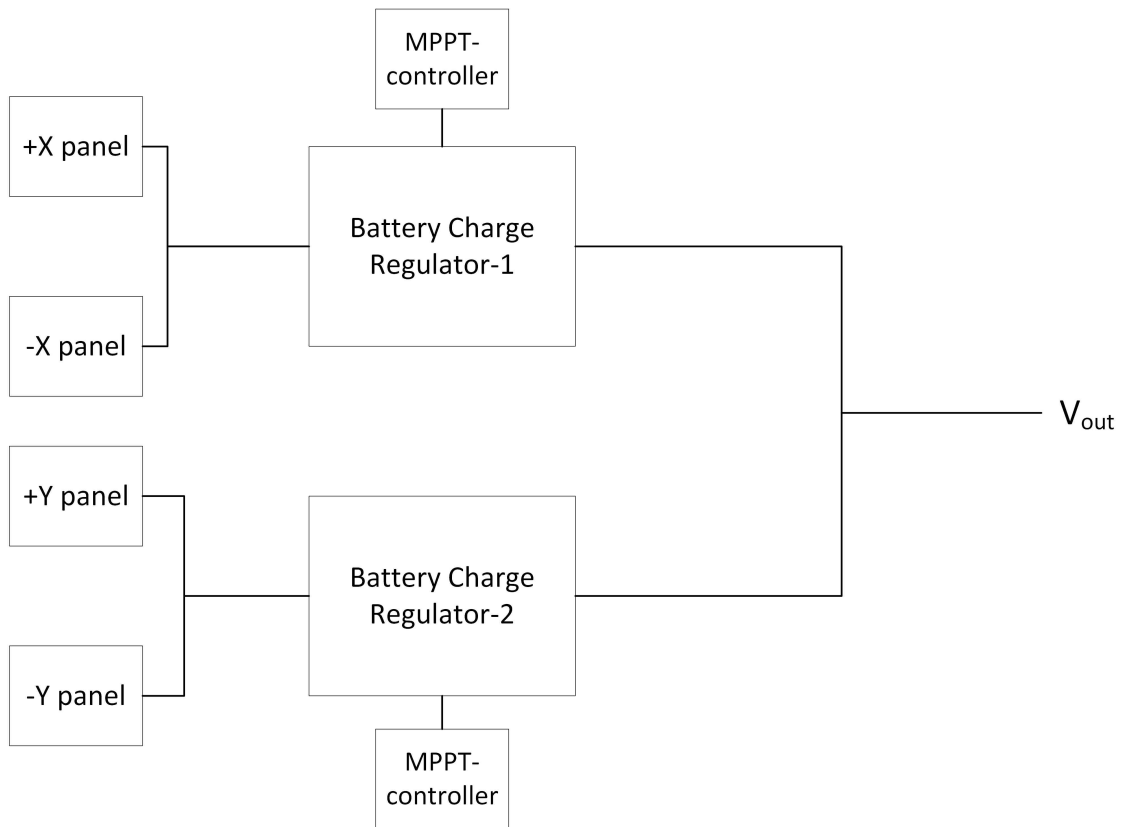 MPPT-
controller
+X panel
Battery Charge
Regulator-1
-X panel
Vout
+Y panel
Battery Charge
Regulator-2
-Y panel
MPPT-
controller